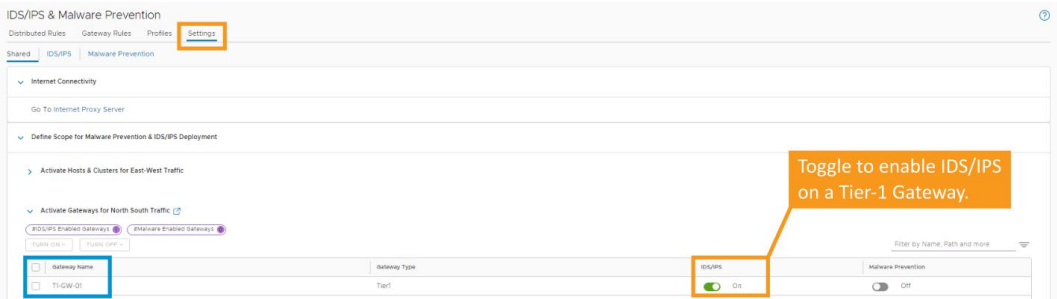 IDS/IPS & Malware Prevention
Distributed Rules Gateway Rules Profiles Settings
Shared IDS/IPS Malware Prevention
Internet Connectivity
Go To Internet Proxy Server
Define Scope for Malware Prevention & IDS/IPS Deployment
Activate Hosts & Clusters for East-West Traffic
Toggle to enable IDS/IPS
on a Tier-1 Gateway.
Activate Gateways for North South Traffic
#IDS/IPS Enabled Gateways #Malware Enabled Gateways
TURN ON TURN OFF Filter by Name, Path and more
Gateway Name Gateway Type IDS/IPS Malware Prevention
T1-GW-01 Tier1 On Off